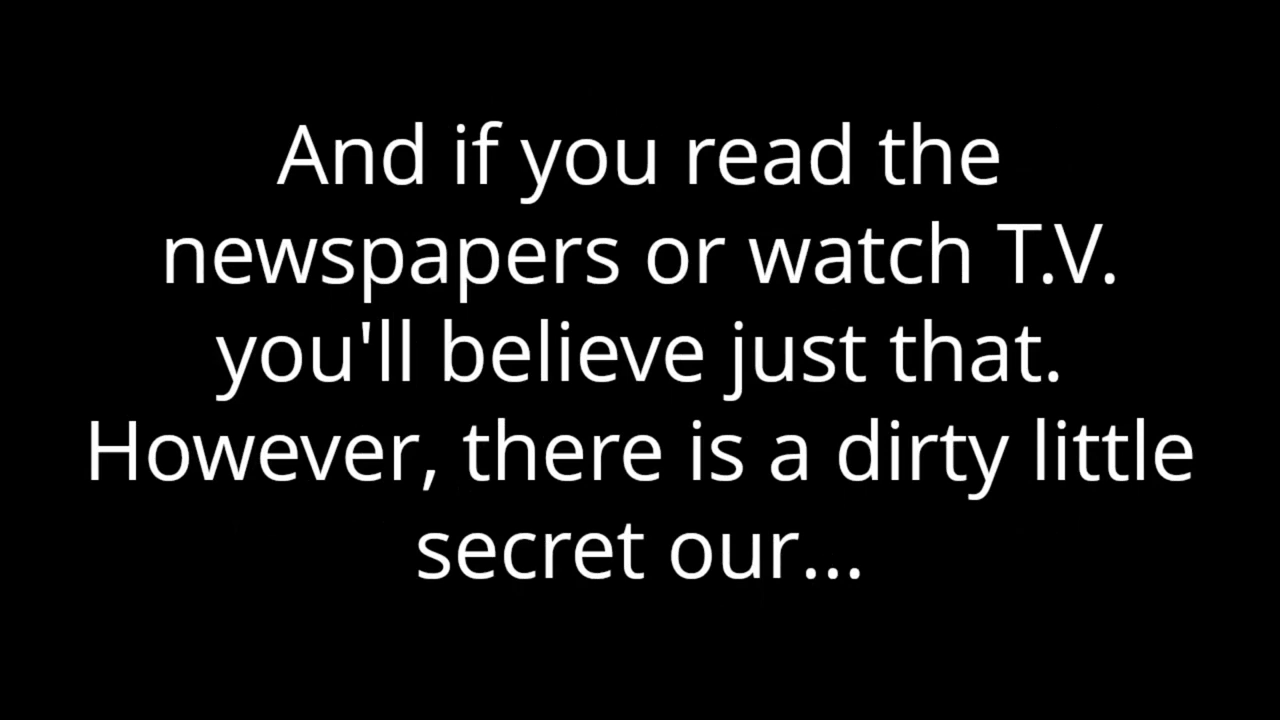 And if you read the
newspapers or watch T.V.
you'll believe just that.
However, there is a dirty little
secret our...